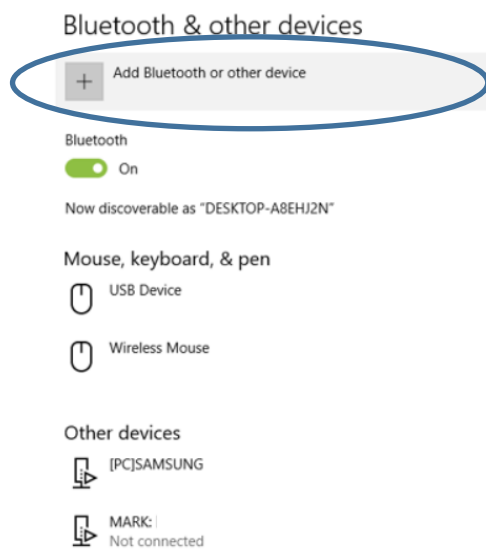 Bluetooth & other devices
Add Bluetooth or other device
Bluetooth
On
Now discoverable as "DESKTOP-A8EHJ2N"
Mouse, keyboard, & pen
USB Device
Wireless Mouse
Other devices
[PC]SAMSUNG
MARK:
Not connected